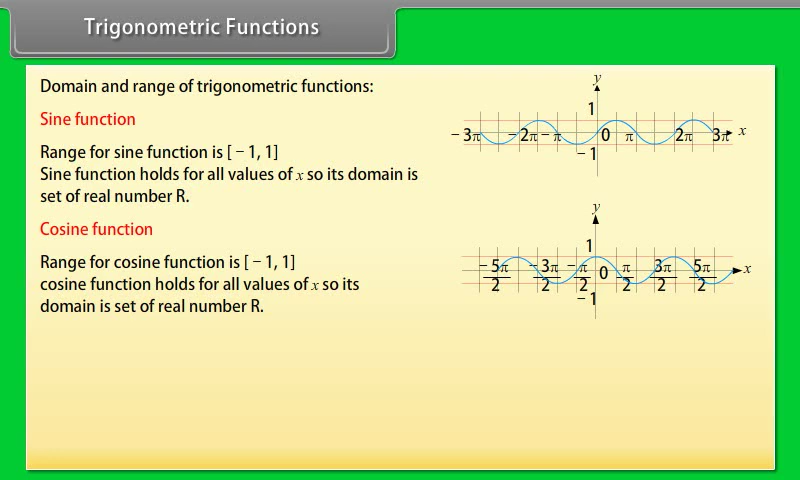 Trigonometric Functions
Domain and range of trigonometric functions:
Sine function
Range for sine function is [ − 1, 1]
Sine function holds for all values of x so its domain is
set of real number R.
Cosine function
Range for cosine function is [ − 1, 1]
cosine function holds for all values of x so its
domain is set of real number R.
y
1
− 3π − 2π − π 0 π 2π 3π x
− 1
y
1
− 5π/2 − 3π/2 − π/2 0 π/2 3π/2 5π/2 x
− 1